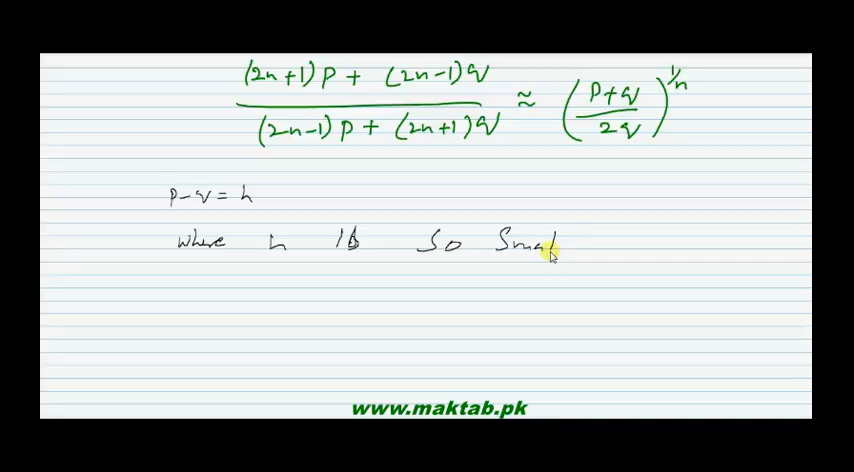 ((2n+1)p + (2n-1)q) / ((2n-1)p + (2n+1)q) ≈ ((p+q) / 2q)^(1/n)
p-q = h
where h is so small
www.maktab.pk